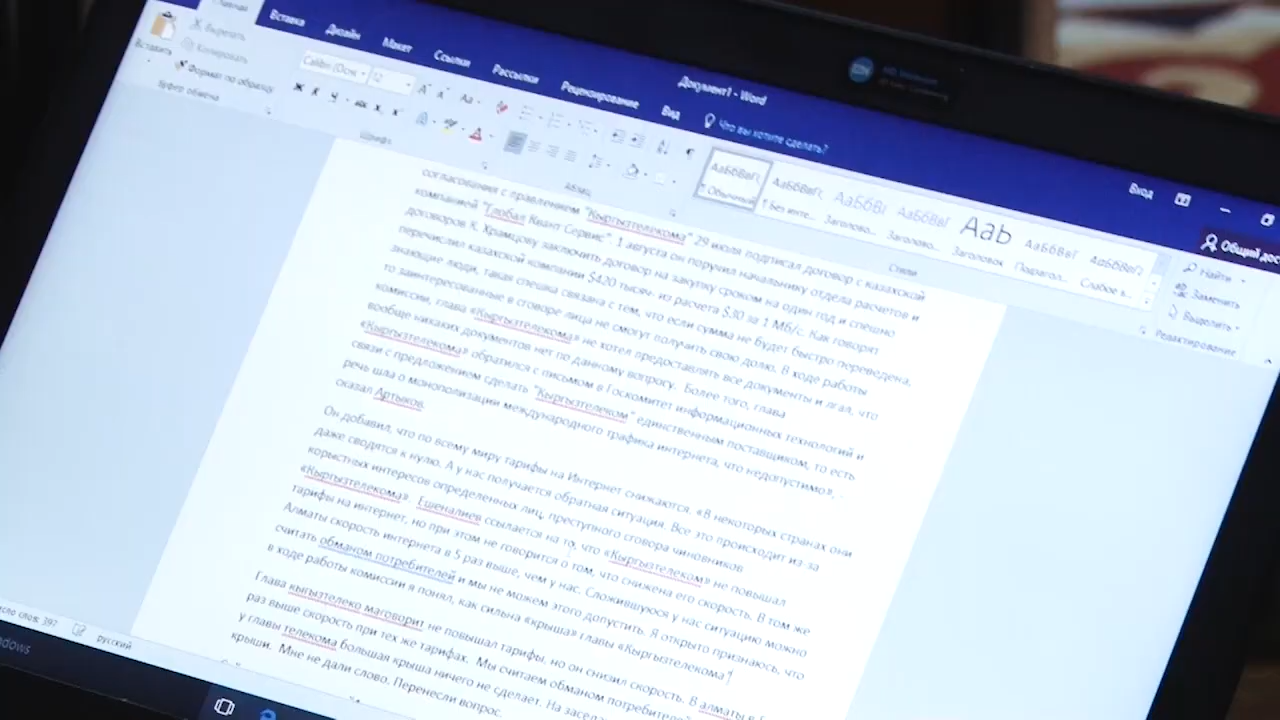 Главная
Вставка
Дизайн
Макет
Ссылки
Рассылки
Рецензирование
Вид
Что вы хотите сделать?
Документ1 - Word
Вход
Общий дос
Вставить
Вырезать
Копировать
Формат по образцу
Буфер обмена
Calibri (Осн
12
Шрифт
Абзац
АаБбВвГг
Обычный
АаБбВвГг
Без инте...
АаБбВг
Заголово...
АаБбВвГ
Заголово...
Aab
Заголовок
АаБбВвГ
Подзагол...
АаБбВвГг
Слабое в...
Стили
Найти
Заменить
Выделить
Редактирование
согласования с правлением "Кыргызтелекома" 29 июля подписал договор с казахской
компанией "Глобал Квант Сервис". 1 августа он поручил начальнику отдела расчетов и
договоров К. Храмцову заключить договор на закупку сроком на один год и спешно
перечислил казахской компании $420 тысяч. из расчета $30 за 1 Мб/с. Как говорят
знающие люди, такая спешка связана с тем, что если сумма не будет быстро переведена,
то заинтересованные в сговоре лица не смогут получить свою долю. В ходе работы
комиссии, глава «Кыргызтелекома» не хотел предоставлять все документы и лгал, что
вообще никаких документов нет по данному вопросу. Более того, глава
«Кыргызтелекома» обратился с письмом в Госкомитет информационных технологий и
связи с предложением сделать "Кыргызтелеком" единственным поставщиком, то есть
речь шла о монополизации международного трафика интернета, что недопустимо», -
сказал Артыков.
Он добавил, что по всему миру тарифы на Интернет снижаются. «В некоторых странах они
даже сводятся к нулю. А у нас получается обратная ситуация. Все это происходит из-за
корыстных интересов определенных лиц, преступного сговора чиновников
«Кыргызтелекома». Ешеналиев ссылается на то, что «Кыргызтелеком» не повышал
тарифы на интернет, но при этом не говорится о том, что снижена его скорость. В том же
Алматы скорость интернета в 5 раз выше, чем у нас. Сложившуюся у нас ситуацию можно
считать обманом потребителей и мы не можем этого допустить. Я открыто признаюсь, что
в ходе работы комиссии я понял, как сильна «крыша» главы «Кыргызтелекома"
Глава кыгызтелеко маговорит не повышал тарифы, но он снизил скорость. В алматы в
раз выше скорость при тех же тарифах. Мы считаем обманом потребителе
у главы телекома большая крыша ничего не сделает. На засед
крыши. Мне не дали слово. Перенесли вопрос.
число слов: 397
русский